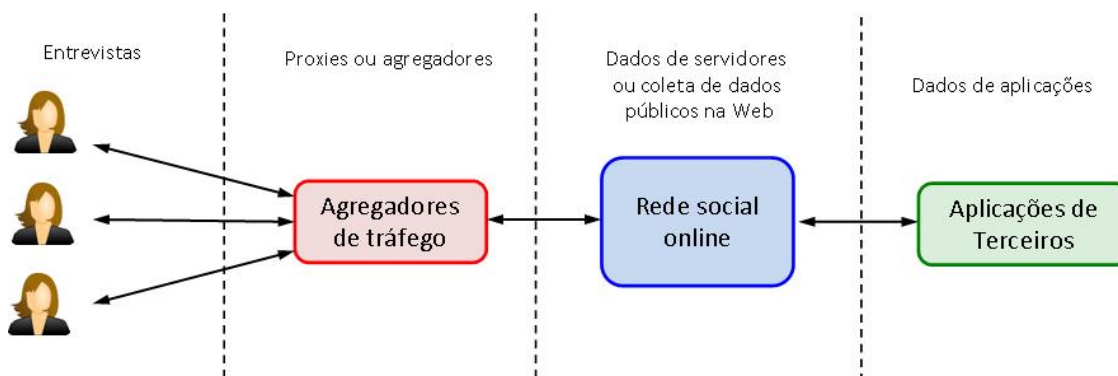 Entrevistas
Proxies ou agregadores
Dados de servidores
ou coleta de dados
públicos na Web
Dados de aplicações
Agregadores
de tráfego
Rede social
online
Aplicações de
Terceiros